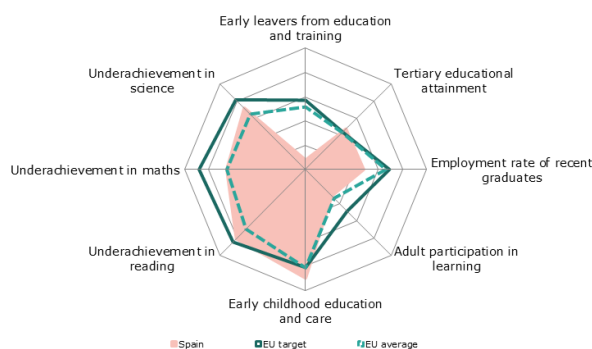 Early leavers from education
and training
Underachievement in
science
Tertiary educational
attainment
Underachievement in maths
Employment rate of recent
graduates
Underachievement in
reading
Adult participation in
learning
Early childhood education
and care
Spain
EU target
EU average